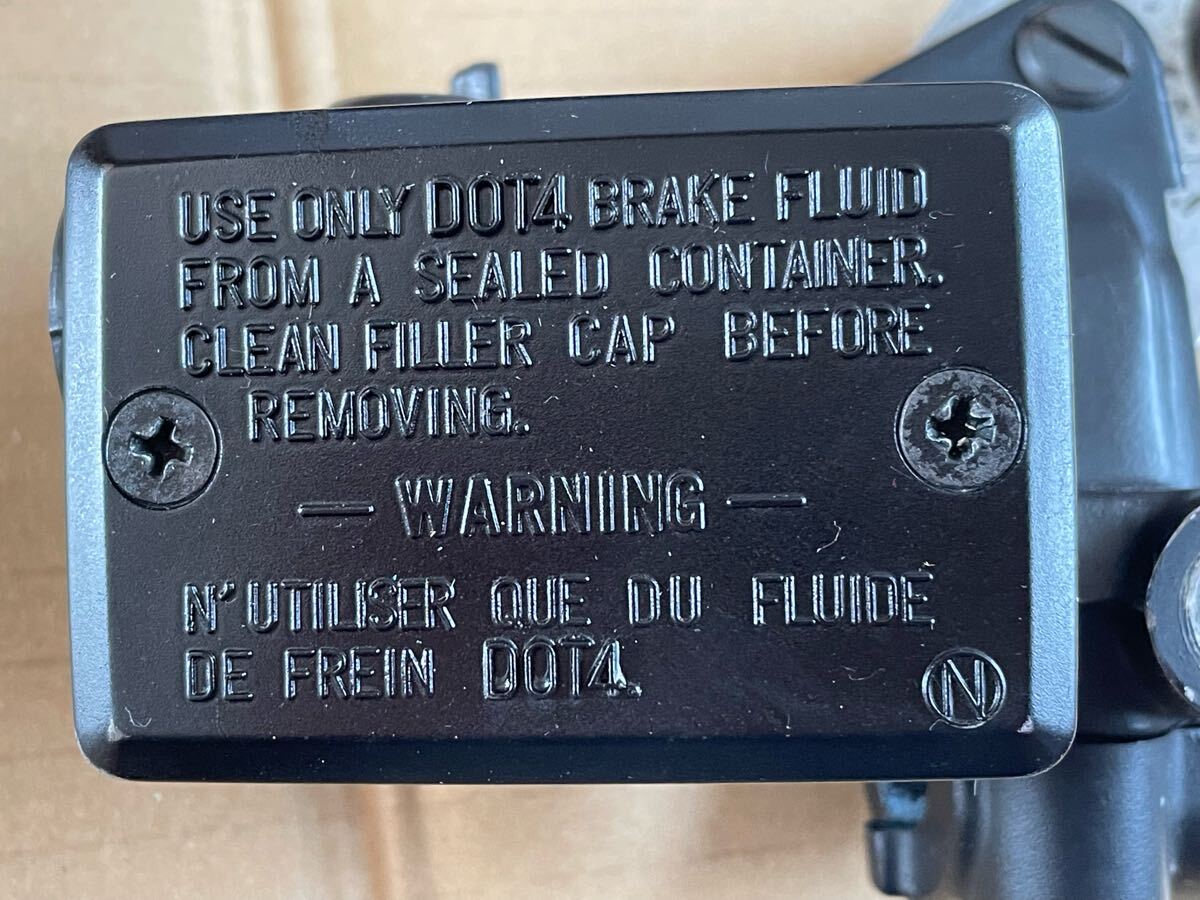 USE ONLY DOT4 BRAKE FLUID
FROM A SEALED CONTAINER.
CLEAN FILLER CAP BEFORE
REMOVING.
— WARNING —
N'UTILISER QUE DU FLUIDE
DE FREIN DOT4.
N